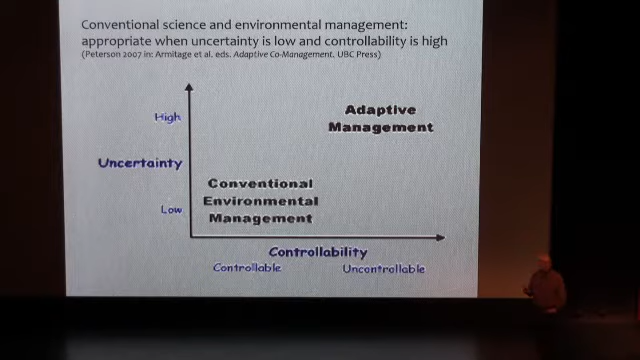 Conventional science and environmental management:
appropriate when uncertainty is low and controllability is high
(Peterson 2007 in: Armitage et al. eds. Adaptive Co-Management. UBC Press)
High
Adaptive
Management
Uncertainty
Conventional
Environmental
Management
Low
Controllability
Controllable Uncontrollable